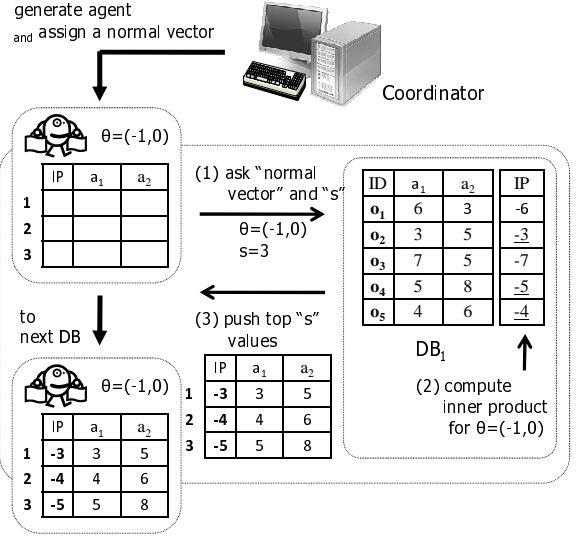 generate agent
and assign a normal vector
Coordinator
θ=(-1,0)
IP a1 a2
1
2
3
(1) ask “normal
vector” and “s”
θ=(-1,0)
s=3
ID a1 a2 IP
o1 6 3 -6
o2 3 5 -3
o3 7 5 -7
o4 5 8 -5
o5 4 6 -4
DB1
(2) compute
inner product
for θ=(-1,0)
(3) push top “s”
values
IP a1 a2
1 -3 3 5
2 -4 4 6
3 -5 5 8
to
next DB
θ=(-1,0)
IP a1 a2
1 -3 3 5
2 -4 4 6
3 -5 5 8